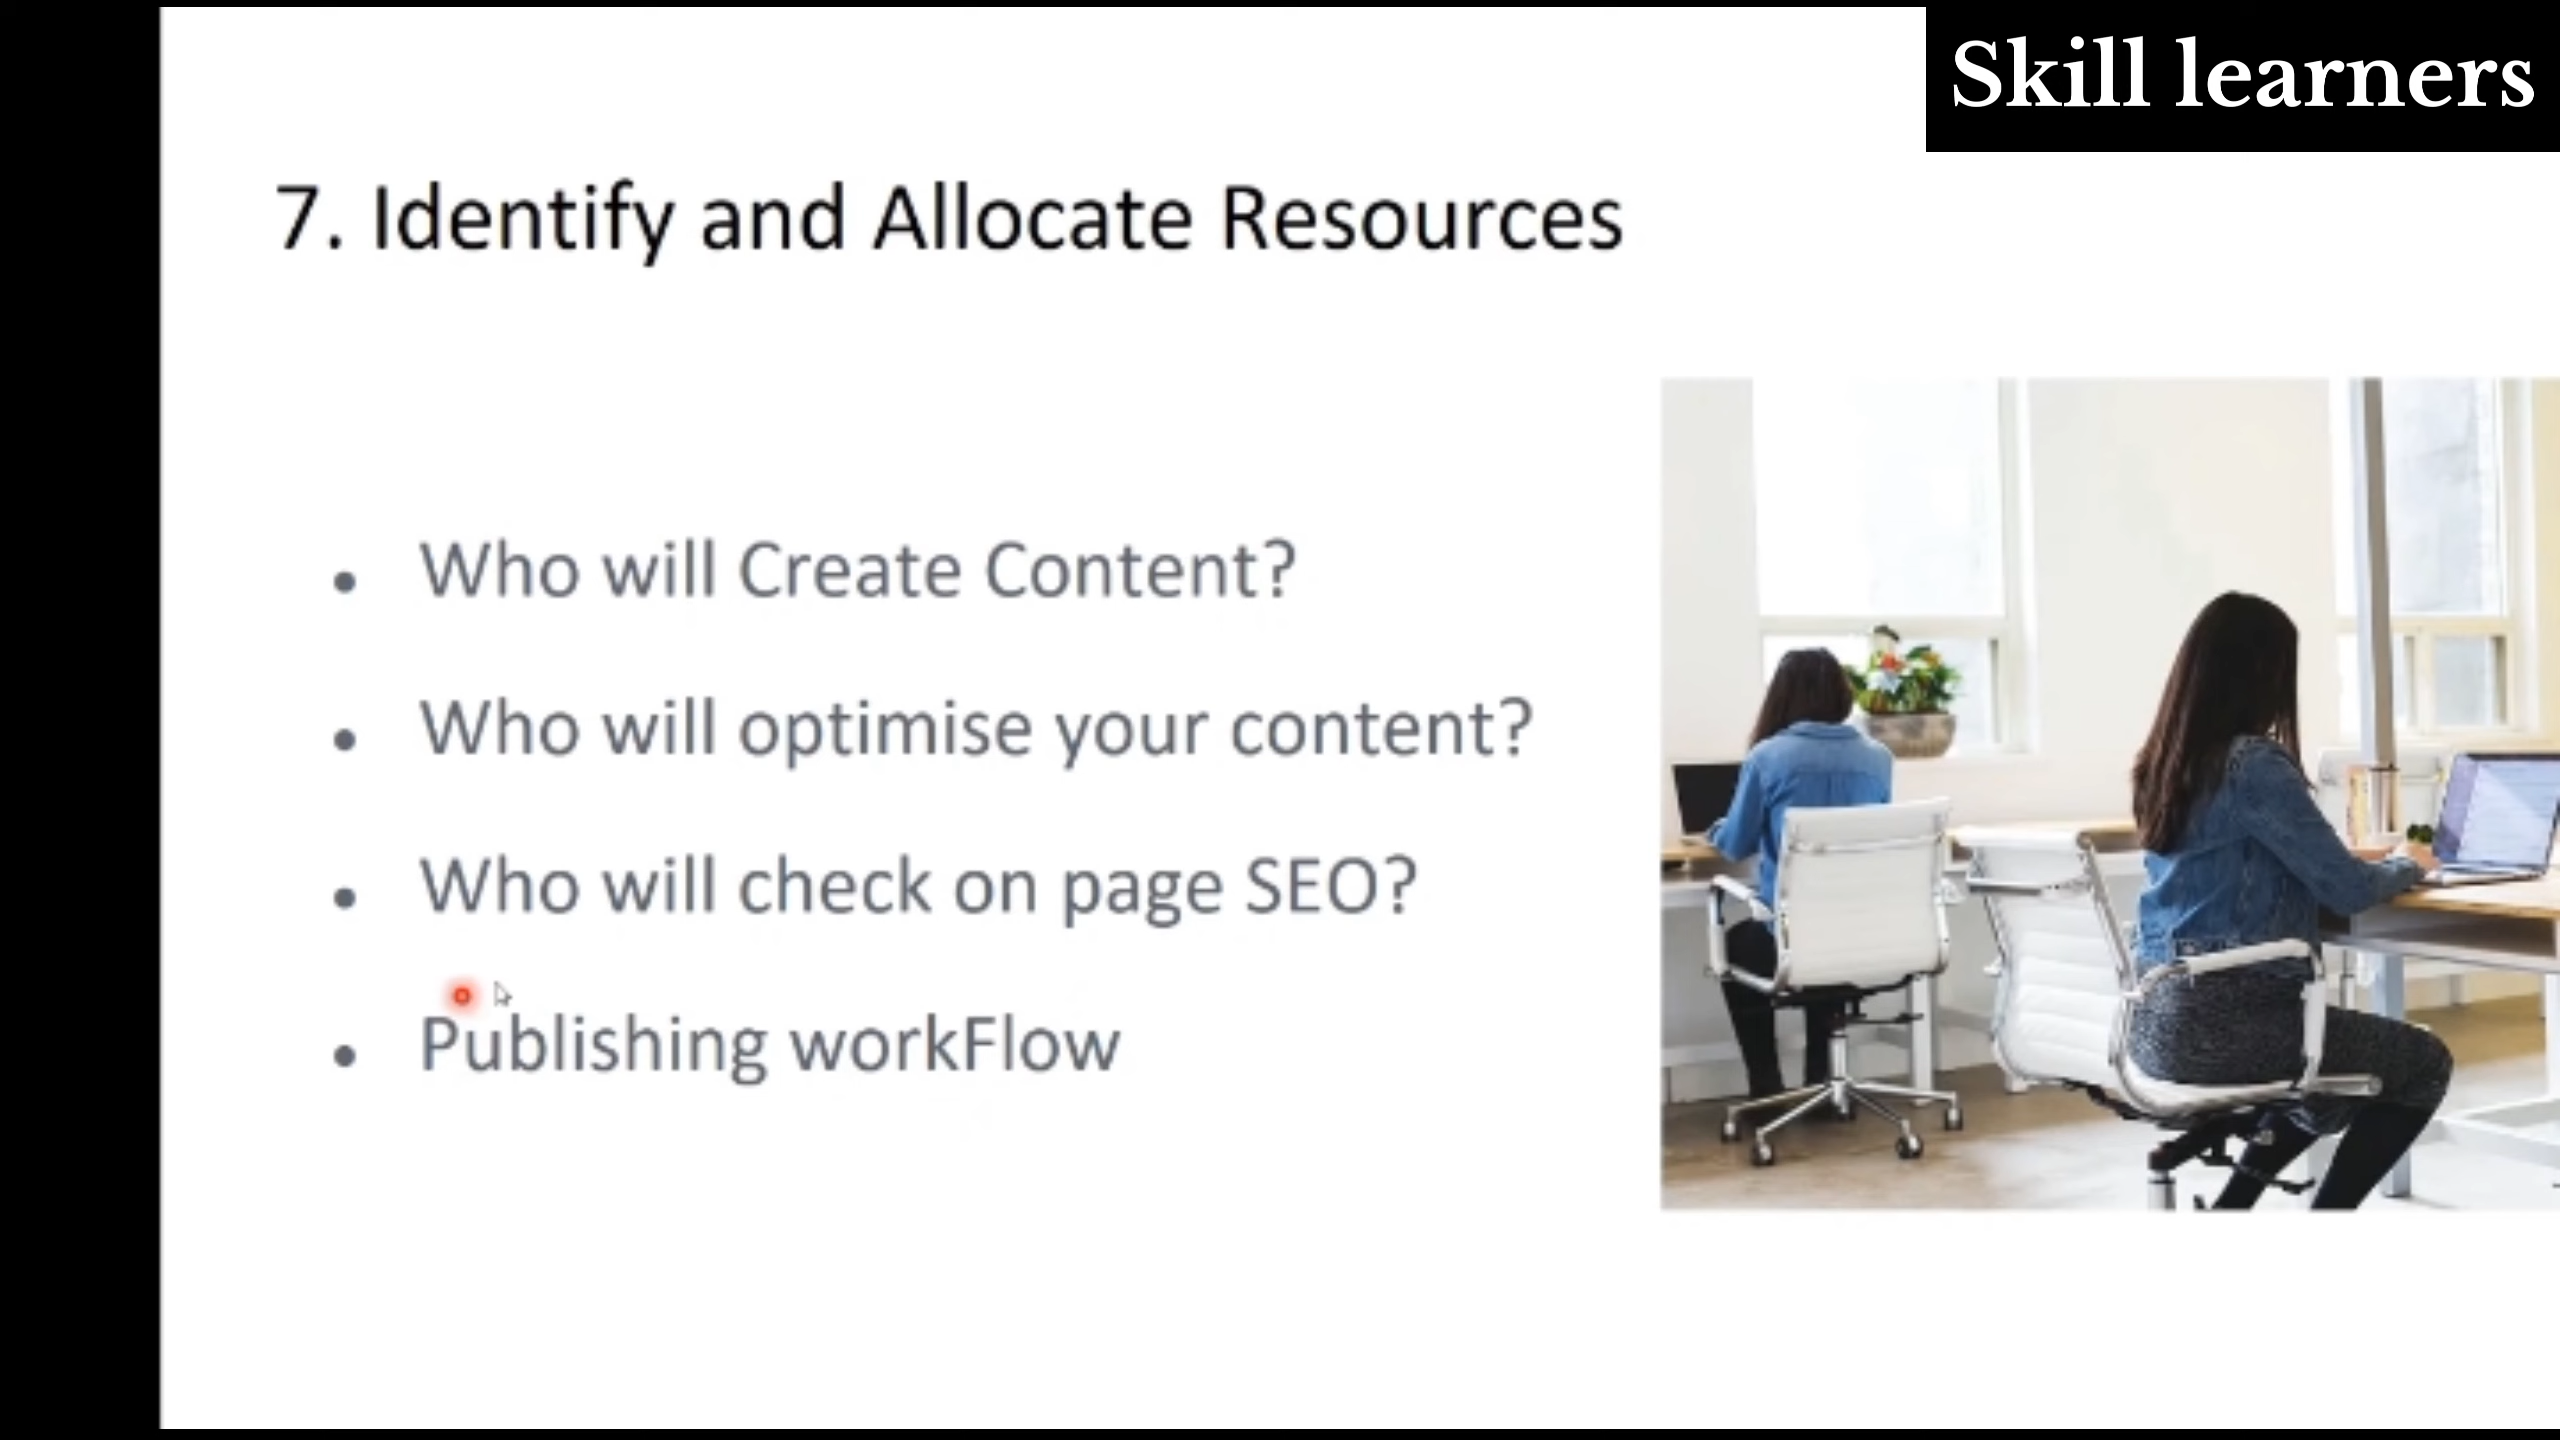 Skill learners
7. Identify and Allocate Resources
• Who will Create Content?
• Who will optimise your content?
• Who will check on page SEO?
• Publishing workFlow